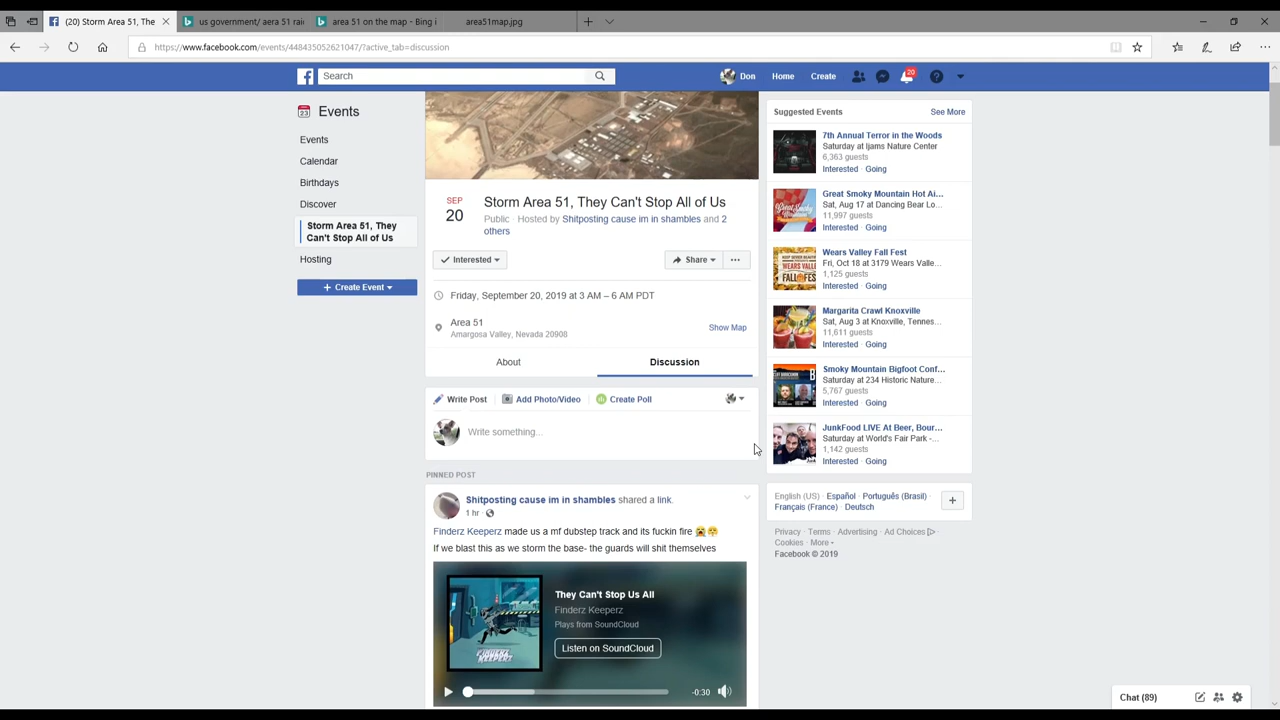 (20) Storm Area 51, The
us government/ aera 51 rai
area 51 on the map - Bing i
area51map.jpg
https://www.facebook.com/events/448435052621047/?active_tab=discussion
Search
Don
Home
Create
20
Events
Events
Calendar
Birthdays
Discover
Storm Area 51, They
Can't Stop All of Us
Hosting
+ Create Event
SEP
20
Storm Area 51, They Can't Stop All of Us
Public · Hosted by Shitposting cause im in shambles and 2
others
Interested
Share
Friday, September 20, 2019 at 3 AM – 6 AM PDT
Area 51
Amargosa Valley, Nevada 20908
Show Map
About
Discussion
Write Post
Add Photo/Video
Create Poll
Write something...
PINNED POST
Shitposting cause im in shambles shared a link.
1 hr ·
Finderz Keeperz made us a mf dubstep track and its fuckin fire 😭😤
If we blast this as we storm the base- the guards will shit themselves
They Can't Stop Us All
Finderz Keeperz
Plays from SoundCloud
Listen on SoundCloud
-0:30
Suggested Events
See More
7th Annual Terror in the Woods
Saturday at Ijams Nature Center
6,363 guests
Interested · Going
Great Smoky Mountain Hot Ai...
Sat, Aug 17 at Dancing Bear Lo...
11,997 guests
Interested · Going
Wears Valley Fall Fest
Fri, Oct 18 at 3179 Wears Valle...
1,125 guests
Interested · Going
Margarita Crawl Knoxville
Sat, Aug 3 at Knoxville, Tennes...
11,611 guests
Interested · Going
Smoky Mountain Bigfoot Conf...
Saturday at 234 Historic Nature...
5,767 guests
Interested · Going
JunkFood LIVE At Beer, Bour...
Saturday at World's Fair Park -...
1,142 guests
Interested · Going
English (US) · Español · Português (Brasil) ·
Français (France) · Deutsch
Privacy · Terms · Advertising · Ad Choices ·
Cookies · More
Facebook © 2019
Chat (89)